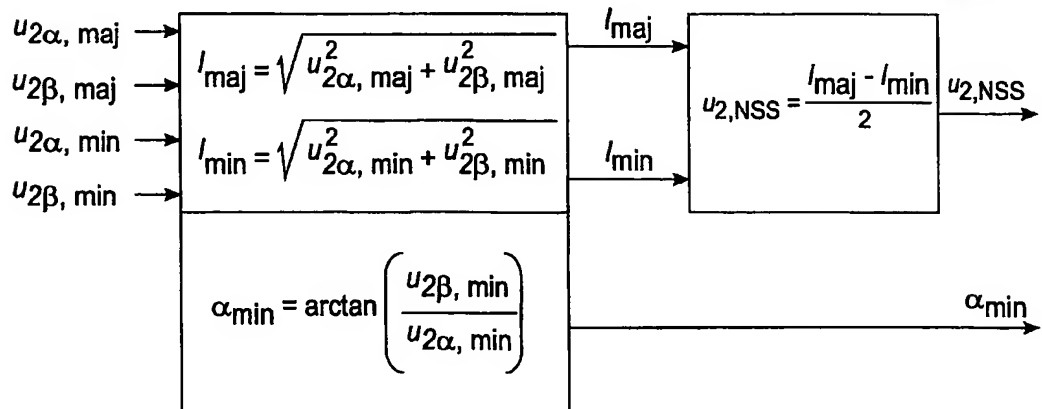 u2α, maj
u2β, maj
u2α, min
u2β, min
lmaj = √(u²2α, maj + u²2β, maj)
lmin = √(u²2α, min + u²2β, min)
αmin = arctan (u2β, min / u2α, min)
lmaj
lmin
u2,NSS = (lmaj - lmin) / 2
u2,NSS
αmin